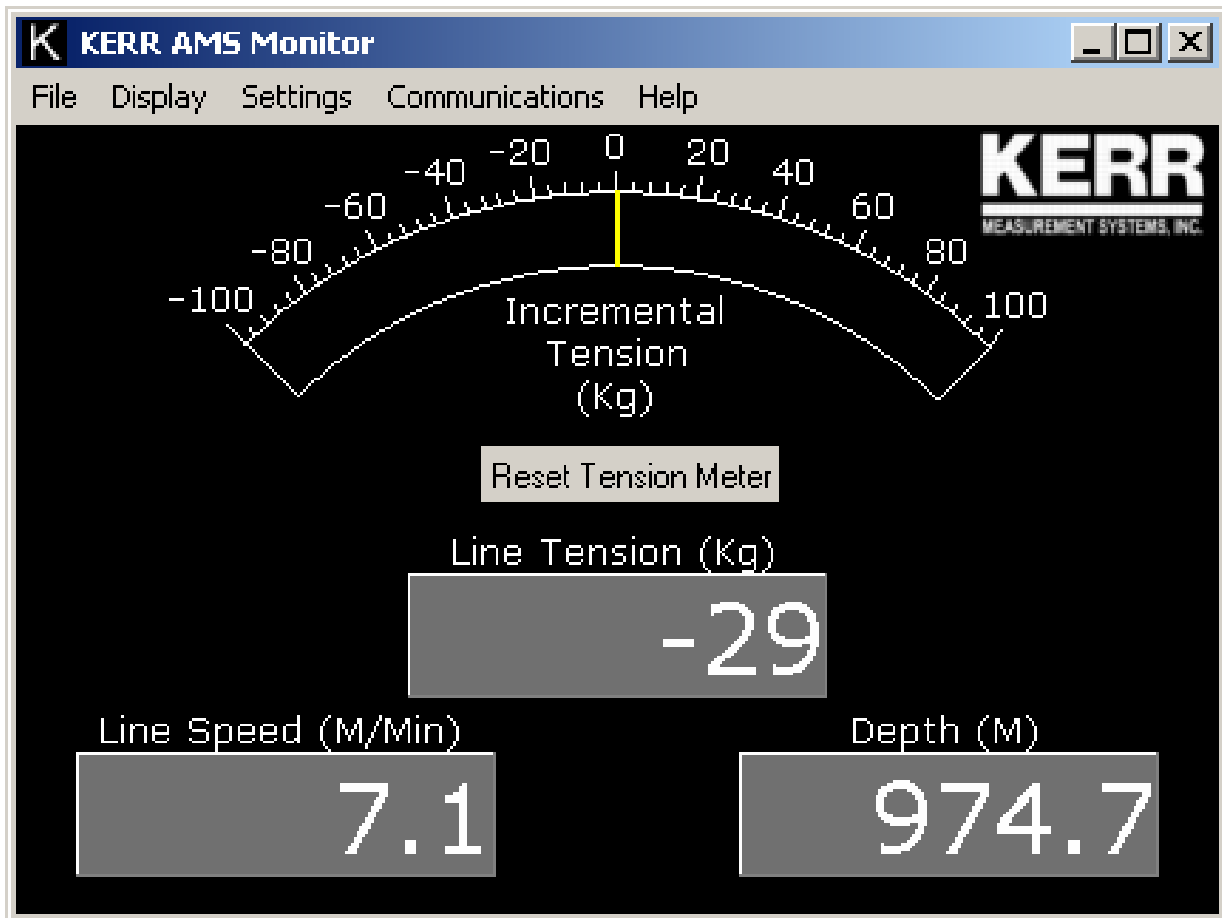 KERR AMS Monitor
File Display Settings Communications Help
-100 -80 -60 -40 -20 0 20 40 60 80 100
KERR
MEASUREMENT SYSTEMS, INC.
Incremental
Tension
(Kg)
Reset Tension Meter
Line Tension (Kg)
-29
Line Speed (M/Min)
7.1
Depth (M)
974.7